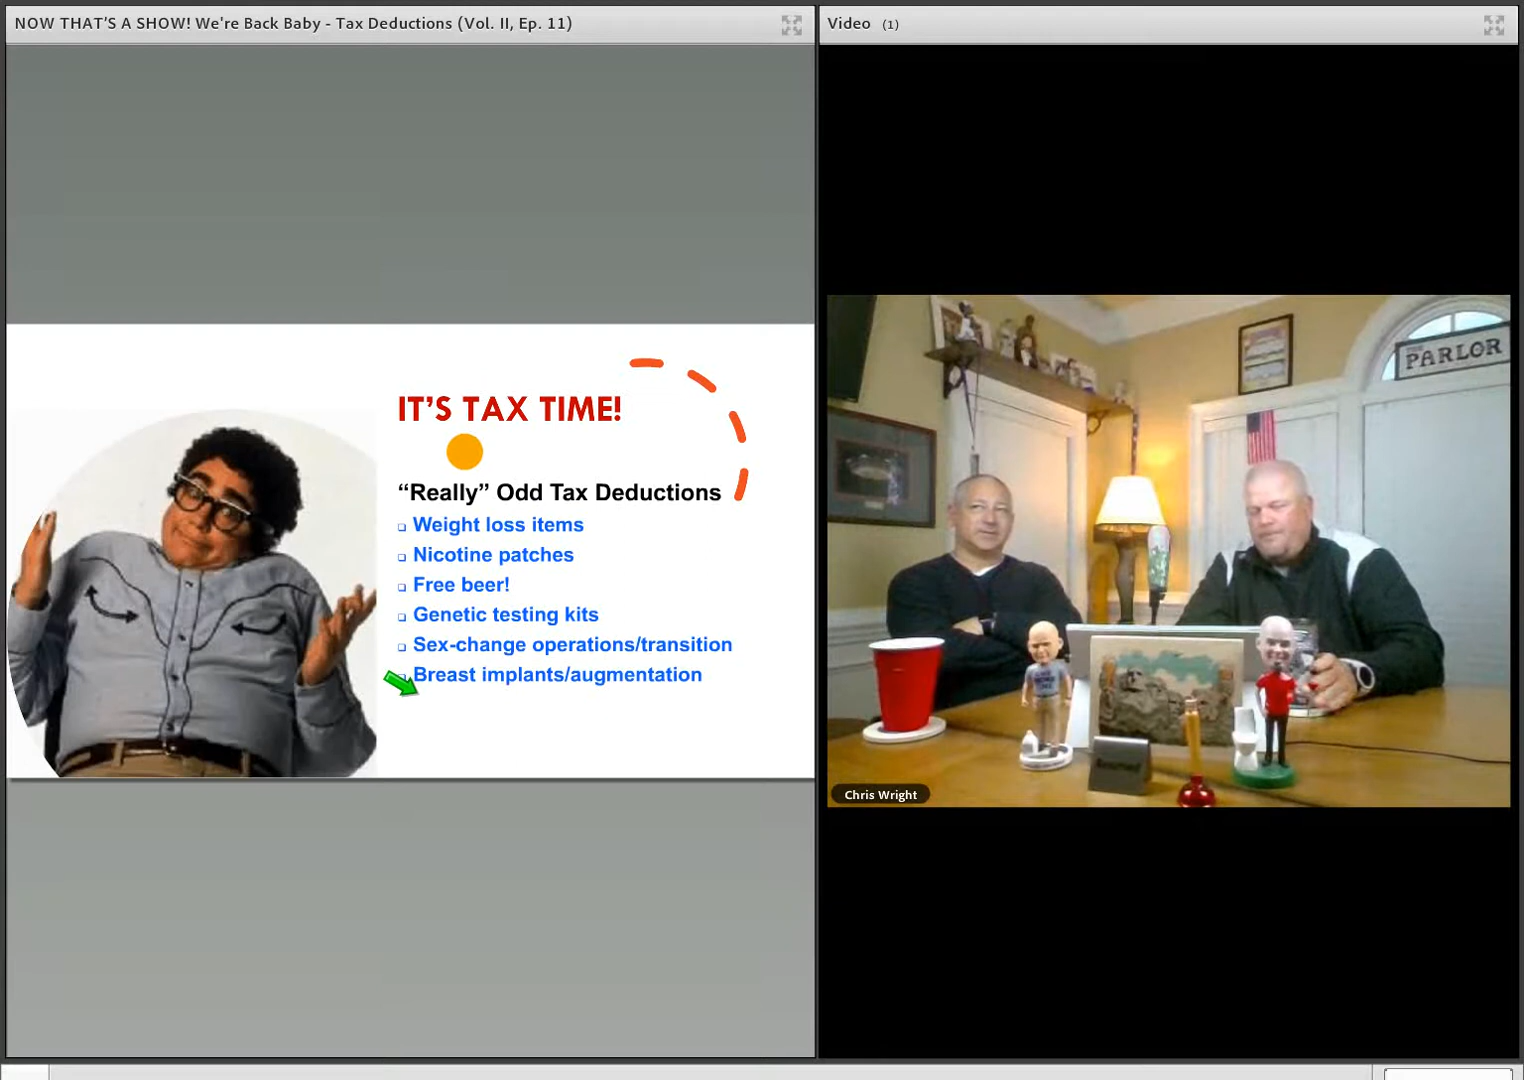 NOW THAT'S A SHOW! We're Back Baby - Tax Deductions (Vol. II, Ep. 11)
Video (1)
IT'S TAX TIME!
“Really” Odd Tax Deductions
Weight loss items
Nicotine patches
Free beer!
Genetic testing kits
Sex-change operations/transition
Breast implants/augmentation
PARLOR
Chris Wright